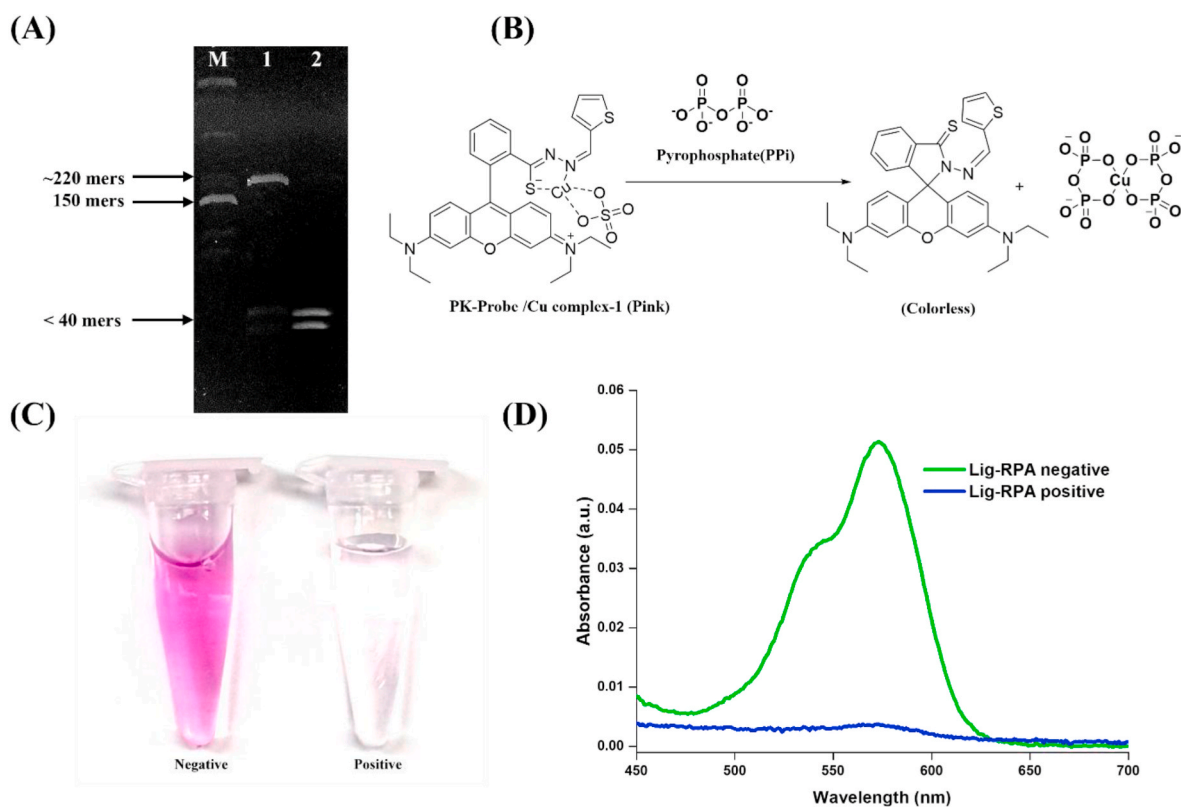 (A)
M 1 2
~220 mers
150 mers
< 40 mers
(B)
S
N
N
S
Cu
O
O
S
O
O
N
O
N
+
O O
P P
O
O O
O O
Pyrophosphate(PPi)
PK-Probe /Cu complex-1 (Pink)
S
S
N
N
N
O
N
(Colorless)
+
O
P
O
O
P
O
O
Cu
O
P
O
O
P
O
O
(C)
Negative
Positive
(D)
Absorbance (a.u.)
0.06
0.05
0.04
0.03
0.02
0.01
0.00
Lig-RPA negative
Lig-RPA positive
450 500 550 600 650 700
Wavelength (nm)